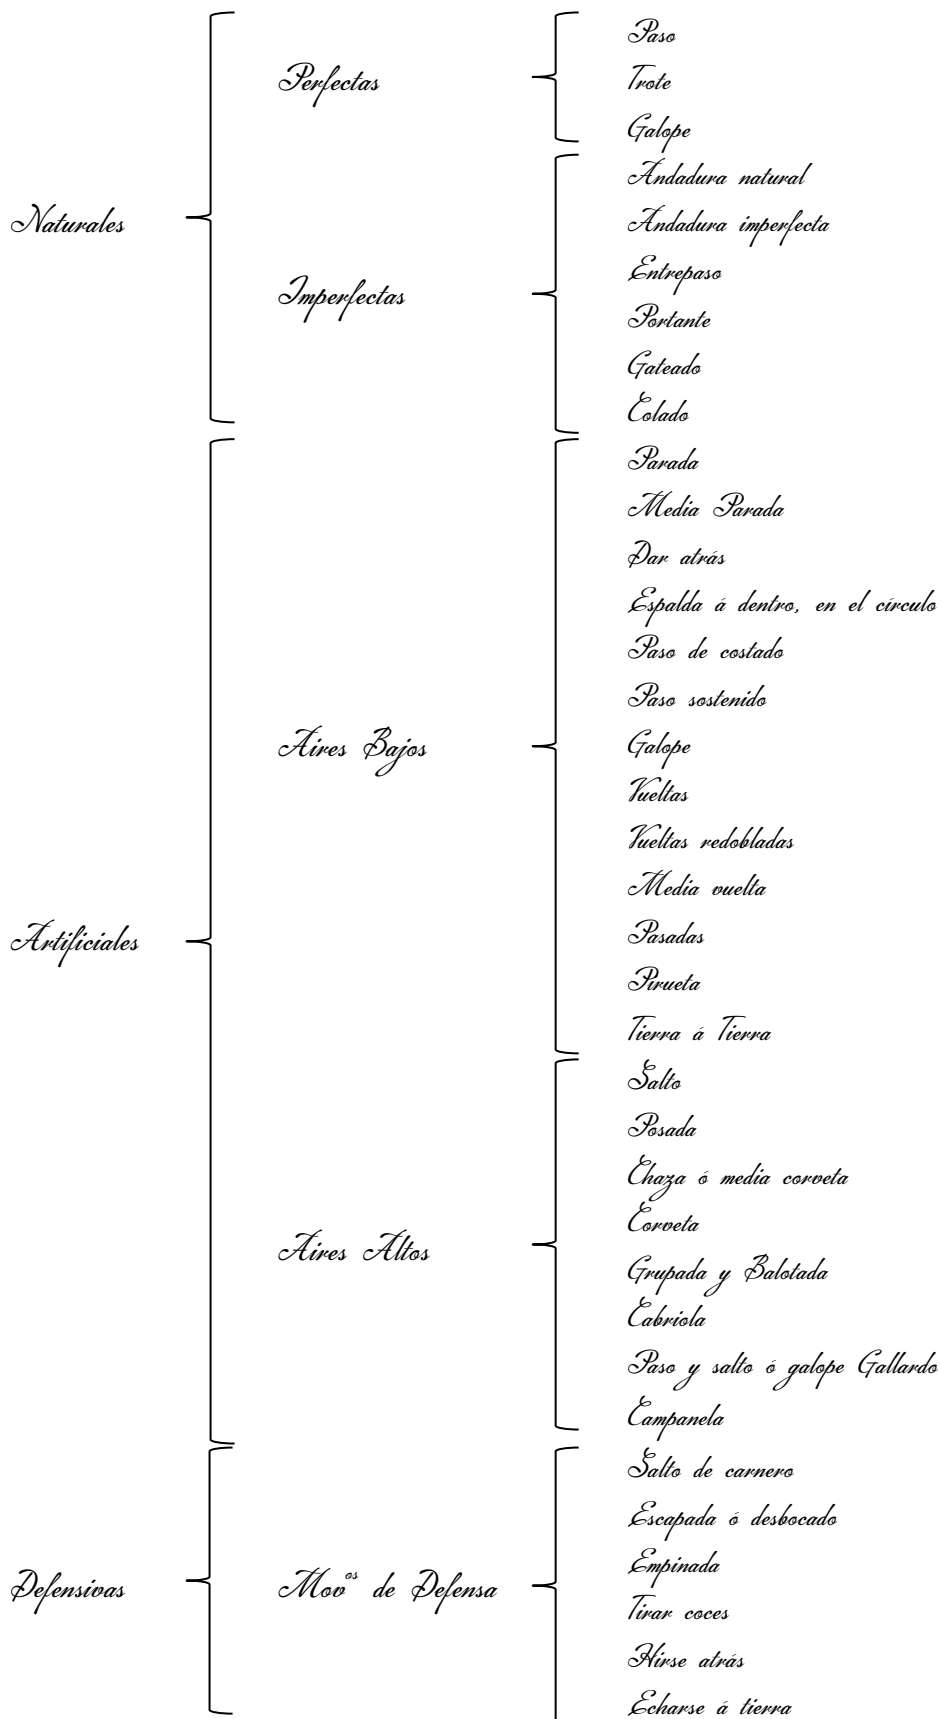 Naturales
Perfectas
Paso
Trote
Galope
Imperfectas
Andadura natural
Andadura imperfecta
Entrepaso
Portante
Gateado
Colado
Artificiales
Aires Bajos
Parada
Media Parada
Dar atrás
Espalda á dentro, en el círculo
Paso de costado
Paso sostenido
Galope
Vueltas
Vueltas redobladas
Media vuelta
Pasadas
Pirueta
Tierra á Tierra
Aires Altos
Salto
Posada
Chaza ó media corveta
Corveta
Grupada y Balotada
Cabriola
Paso y salto ó galope Gallardo
Campanela
Defensivas
Mov^os de Defensa
Salto de carnero
Escapada ó desbocado
Empinada
Tirar coces
Hirse atrás
Echarse á tierra